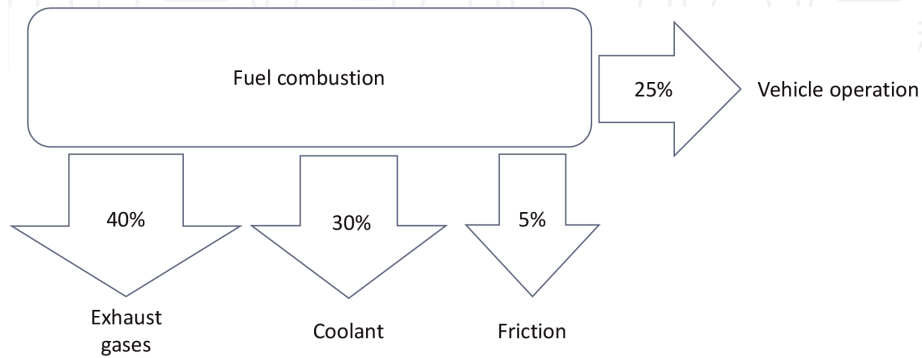 Fuel combustion
25%
Vehicle operation
40%
30%
5%
Exhaust
gases
Coolant
Friction